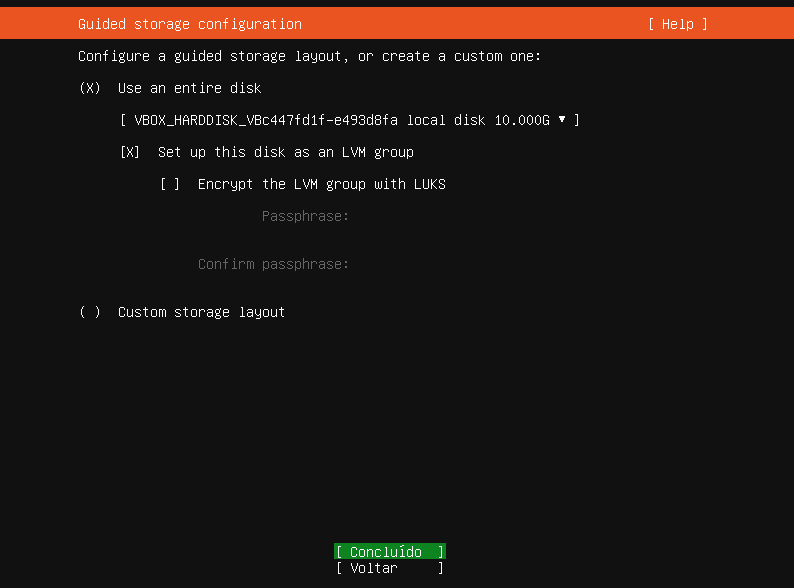 Guided storage configuration [ Help ]
Configure a guided storage layout, or create a custom one:
(X) Use an entire disk
[ VBOX_HARDDISK_VBc447fd1f-e493d8fa local disk 10.000G ▾ ]
[X] Set up this disk as an LVM group
[ ] Encrypt the LVM group with LUKS
Passphrase:
Confirm passphrase:
( ) Custom storage layout
[ Concluído ]
[ Voltar ]